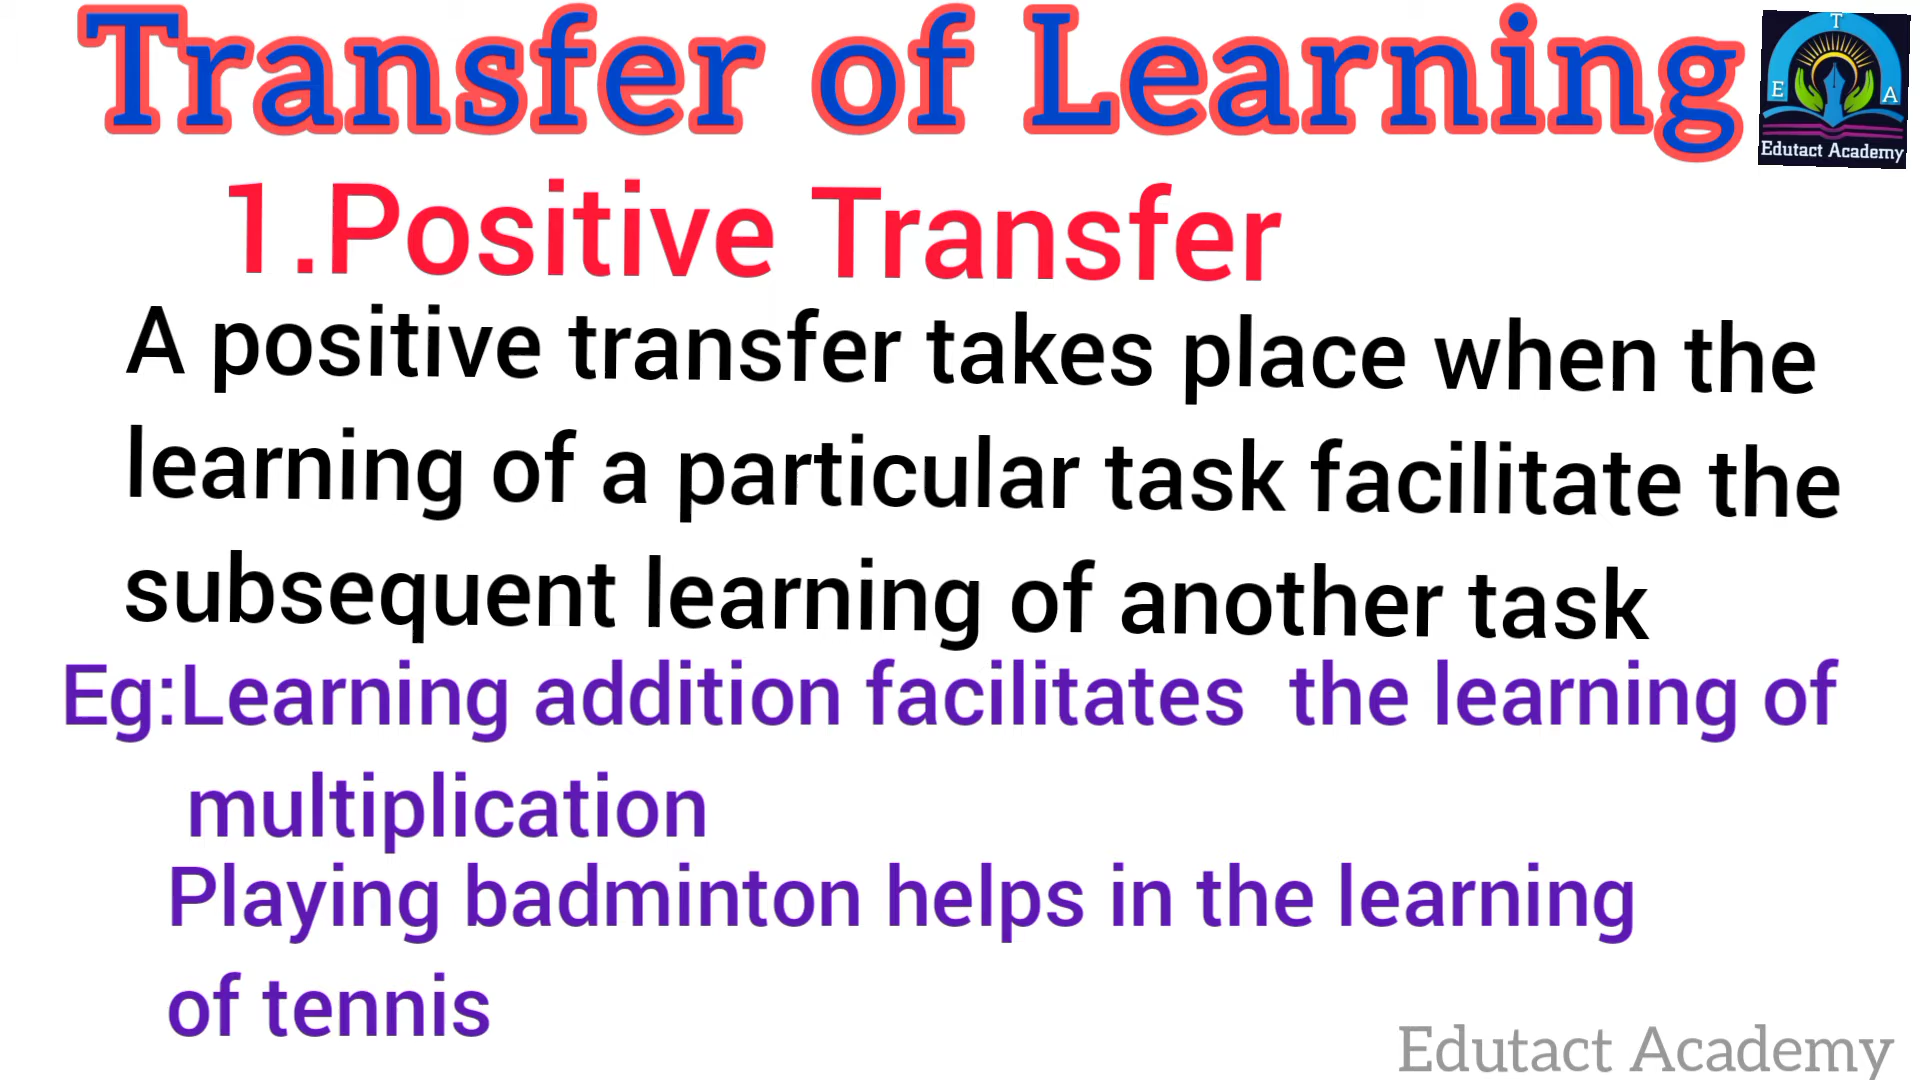 Transfer of Learning
T
E
A
Edutact Academy
1.Positive Transfer
A positive transfer takes place when the
learning of a particular task facilitate the
subsequent learning of another task
Eg:Learning addition facilitates  the learning of
multiplication
Playing badminton helps in the learning
of tennis
Edutact Academy